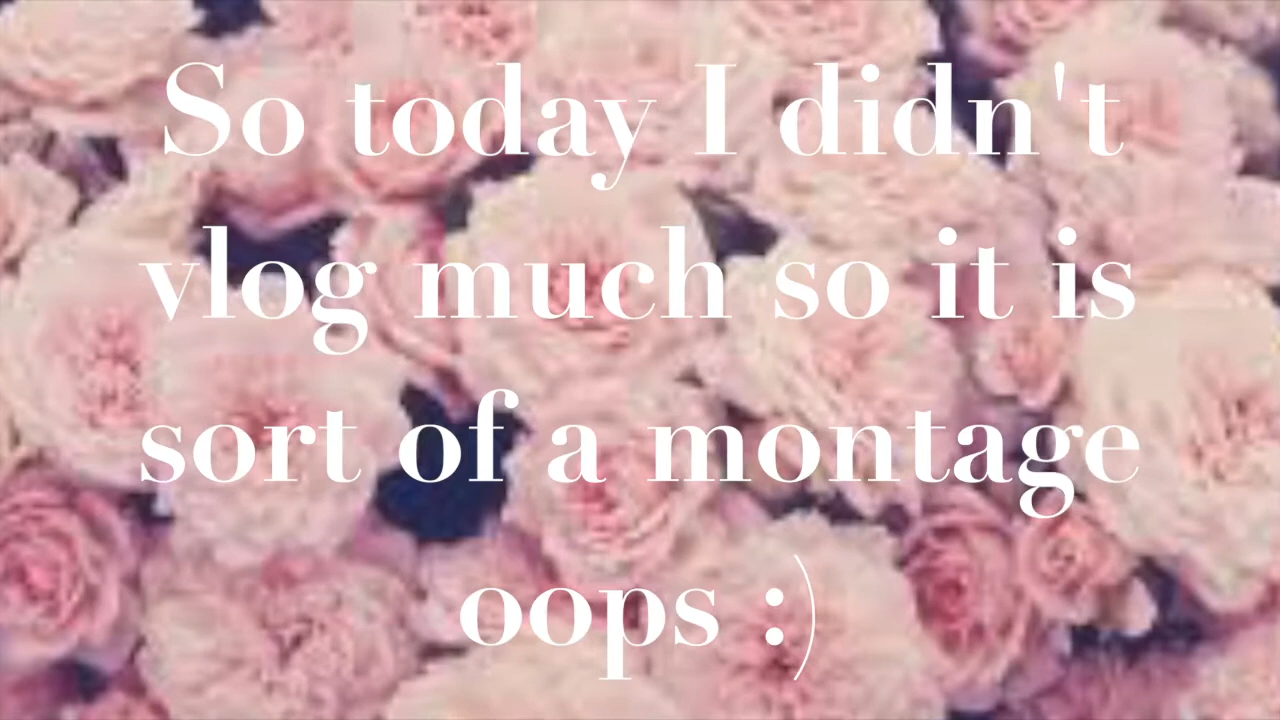 So today I didn't
vlog much so it is
sort of a montage
oops :)